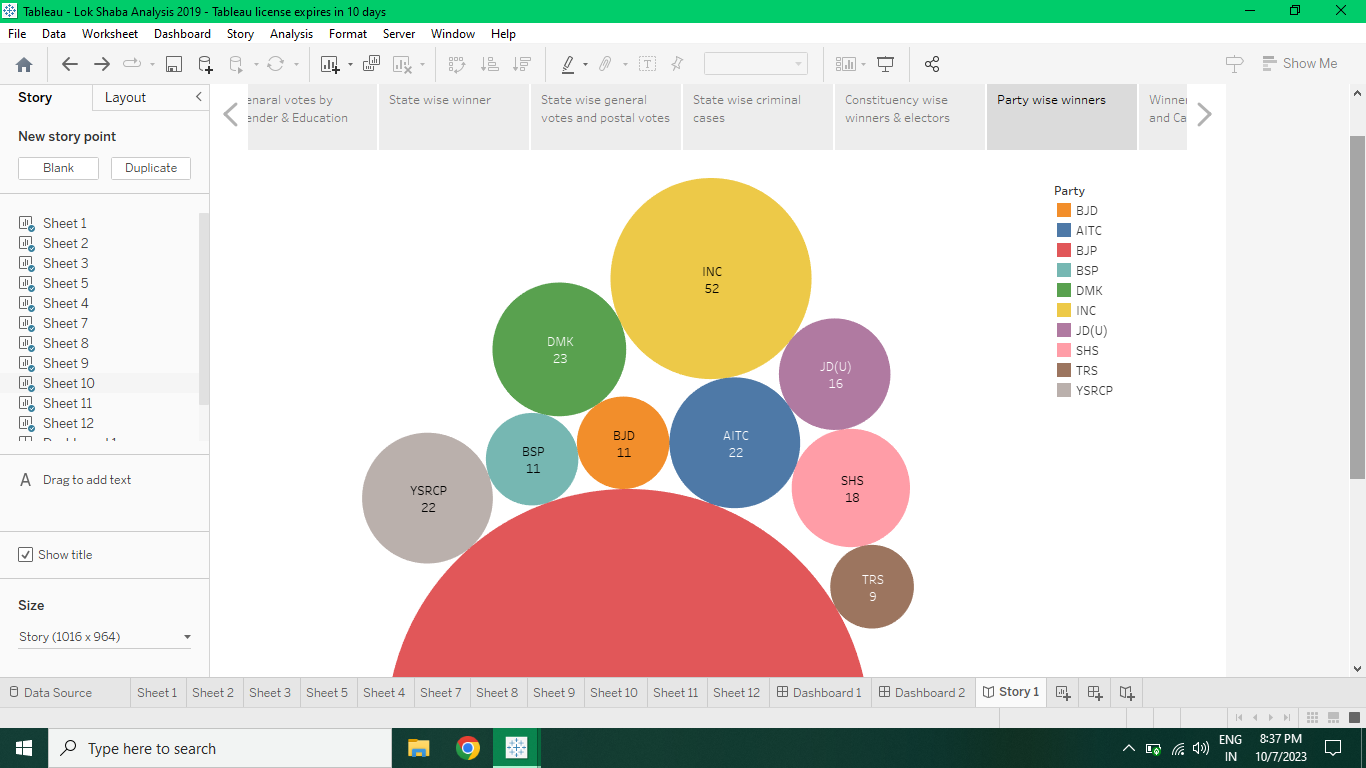 Tableau - Lok Shaba Analysis 2019 - Tableau license expires in 10 days
File Data Worksheet Dashboard Story Analysis Format Server Window Help
Show Me
Story Layout
New story point
Blank Duplicate
Sheet 1
Sheet 2
Sheet 3
Sheet 5
Sheet 4
Sheet 7
Sheet 8
Sheet 9
Sheet 10
Sheet 11
Sheet 12
A Drag to add text
Show title
Size
Story (1016 x 964)
enaral votes by
ender & Education
State wise winner
State wise general
votes and postal votes
State wise criminal
cases
Constituency wise
winners & electors
Party wise winners
Winner
and Ca
INC
52
DMK
23
JD(U)
16
BJD
11
AITC
22
BSP
11
SHS
18
YSRCP
22
TRS
9
Party
BJD
AITC
BJP
BSP
DMK
INC
JD(U)
SHS
TRS
YSRCP
Data Source Sheet 1 Sheet 2 Sheet 3 Sheet 5 Sheet 4 Sheet 7 Sheet 8 Sheet 9 Sheet 10 Sheet 11 Sheet 12 Dashboard 1 Dashboard 2 Story 1
Type here to search
ENG
IN
8:37 PM
10/7/2023